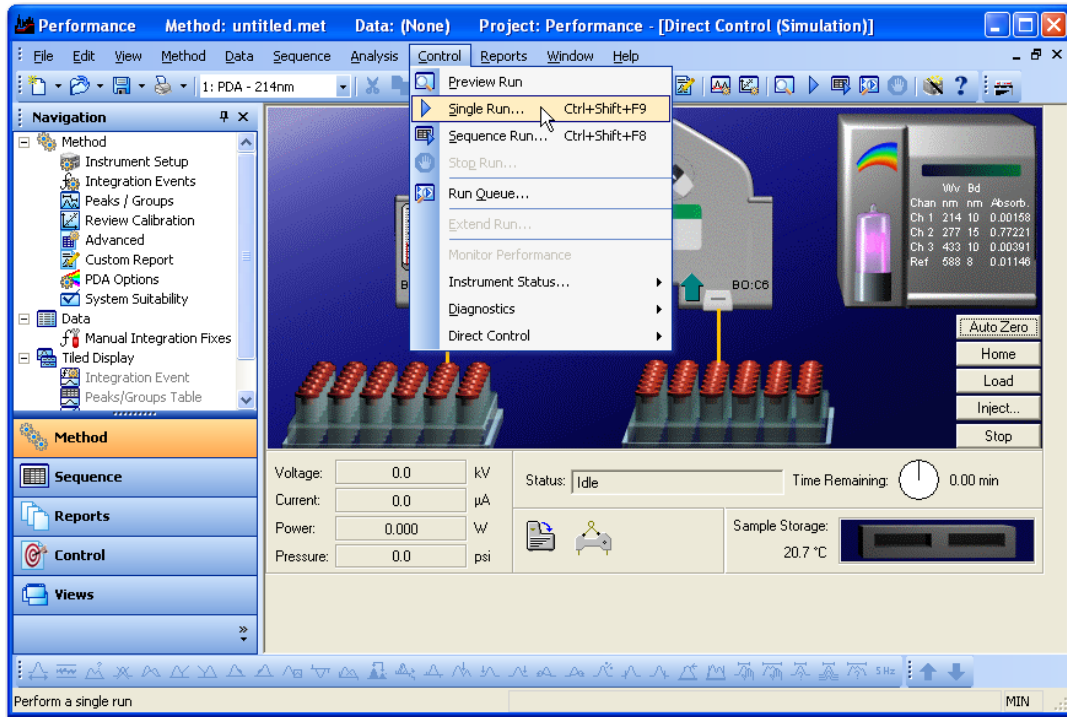 Performance Method: untitled.met Data: (None) Project: Performance - [Direct Control (Simulation)]
File Edit View Method Data Sequence Analysis Control Reports Window Help
1: PDA - 214nm
Navigation
Method
Instrument Setup
Integration Events
Peaks / Groups
Review Calibration
Advanced
Custom Report
PDA Options
System Suitability
Data
Manual Integration Fixes
Tiled Display
Integration Event
Peaks/Groups Table
Method
Sequence
Reports
Control
Views
Preview Run
Single Run... Ctrl+Shift+F9
Sequence Run... Ctrl+Shift+F8
Stop Run...
Run Queue...
Extend Run...
Monitor Performance
Instrument Status...
Diagnostics
Direct Control
B
BO:C6
Wv Bd
Chan nm nm Absorb.
Ch 1 214 10 0.00158
Ch 2 277 15 0.77221
Ch 3 433 10 0.00391
Ref 588 8 0.01146
Auto Zero
Home
Load
Inject...
Stop
Voltage: 0.0 kV
Current: 0.0 µA
Power: 0.000 W
Pressure: 0.0 psi
Status: Idle
Time Remaining: 0.00 min
Sample Storage:
20.7 °C
5 Hz
Perform a single run
MIN